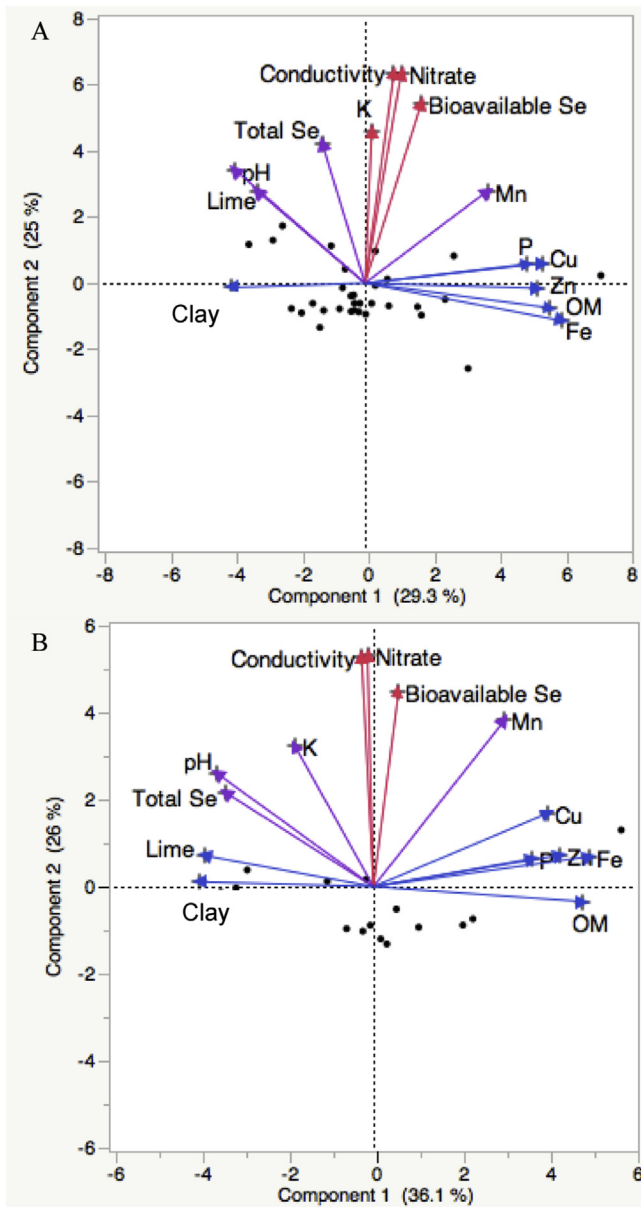 A
8
6
4
2
0
-2
-4
-6
-8
Component 2 (25 %)
Conductivity Nitrate
K Bioavailable Se
Total Se
pH
Lime
Mn
P Cu
Zn
Clay
OM
Fe
-8 -6 -4 -2 0 2 4 6 8
Component 1 (29.3 %)
B
6
4
2
0
-2
-4
-6
Component 2 (26 %)
Conductivity Nitrate
Bioavailable Se
K Mn
pH
Total Se
Cu
Lime
P Zn Fe
Clay
OM
-6 -4 -2 0 2 4 6
Component 1 (36.1 %)